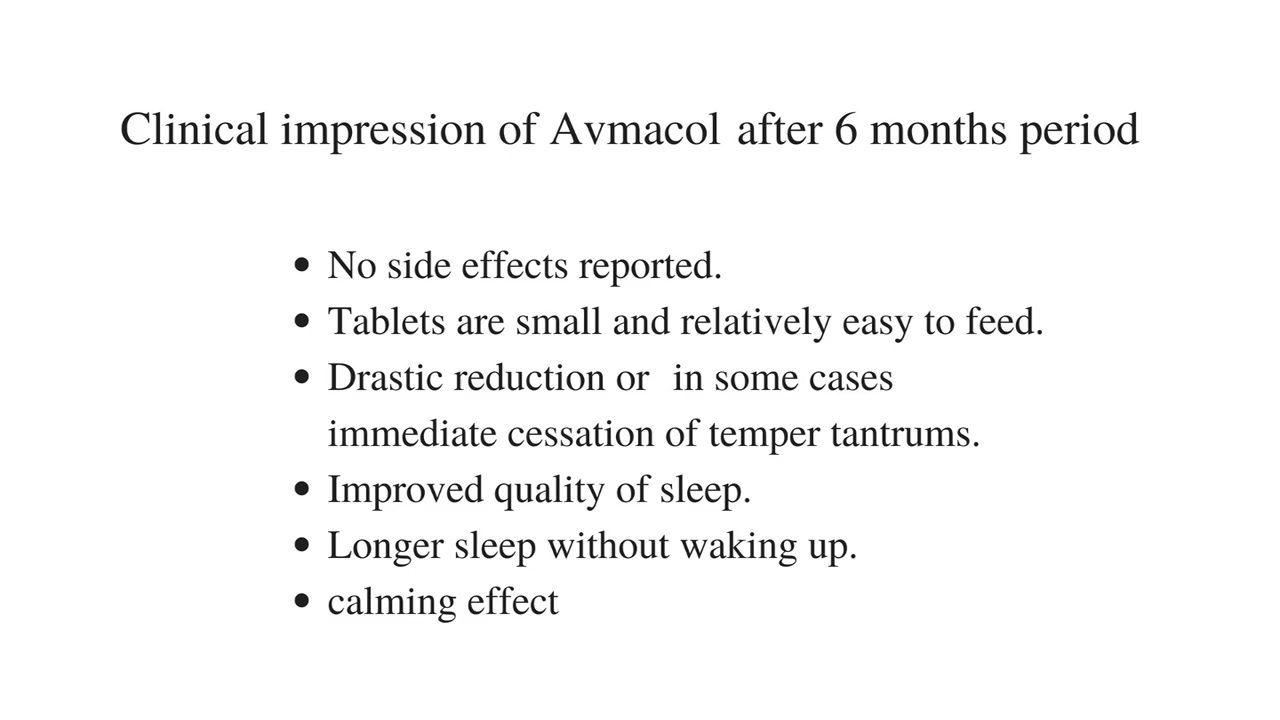 Clinical impression of Avmacol after 6 months period
• No side effects reported.
• Tablets are small and relatively easy to feed.
• Drastic reduction or in some cases
immediate cessation of temper tantrums.
• Improved quality of sleep.
• Longer sleep without waking up.
• calming effect